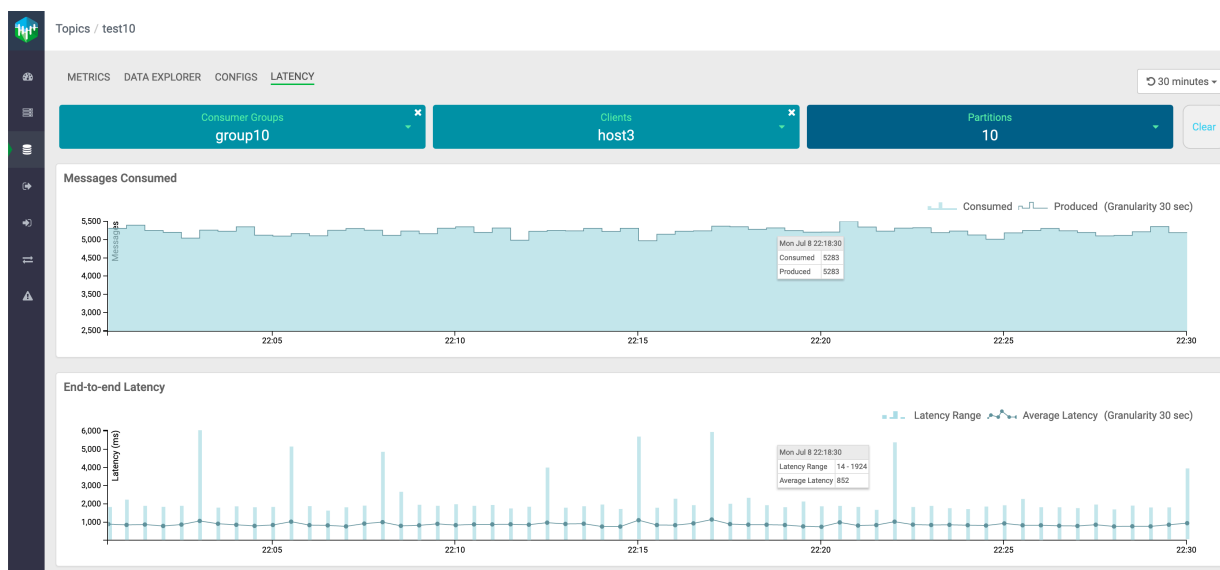 Topics / test10
METRICS DATA EXPLORER CONFIGS LATENCY
30 minutes
Consumer Groups
group10
Clients
host3
Partitions
10
Clear
Messages Consumed
Consumed Produced (Granularity 30 sec)
Messages
5,500
5,000
4,500
4,000
3,500
3,000
2,500
Mon Jul 8 22:18:30
Consumed 5283
Produced 5283
22:05 22:10 22:15 22:20 22:25 22:30
End-to-end Latency
Latency Range Average Latency (Granularity 30 sec)
Latency (ms)
6,000
5,000
4,000
3,000
2,000
1,000
Mon Jul 8 22:18:30
Latency Range 14 - 1924
Average Latency 852
22:05 22:10 22:15 22:20 22:25 22:30